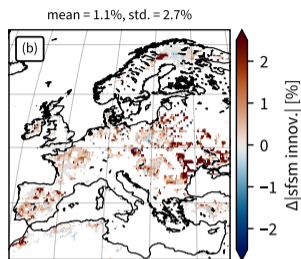 mean = 1.1%, std. = 2.7%
(b)
2
1
0
−1
−2
Δ|sfsm innov.| [%]